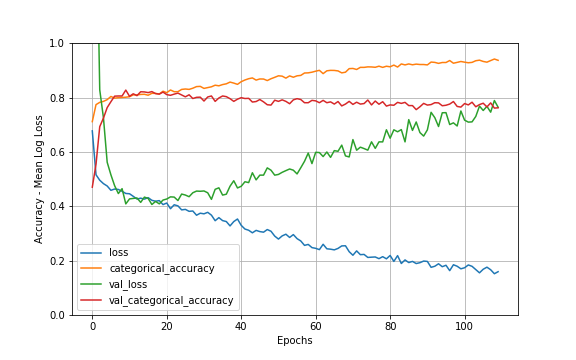 1.0
0.8
0.6
0.4
0.2
0.0
Accuracy - Mean Log Loss
loss
categorical_accuracy
val_loss
val_categorical_accuracy
0 20 40 60 80 100
Epochs